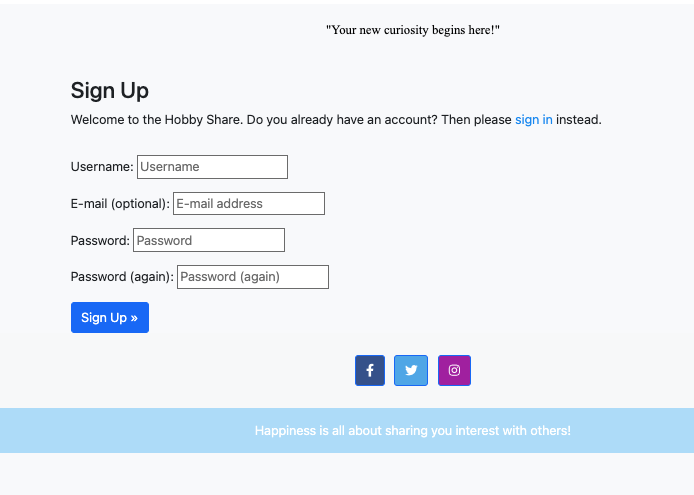 "Your new curiosity begins here!"
Sign Up
Welcome to the Hobby Share. Do you already have an account? Then please sign in instead.
Username: Username
E-mail (optional): E-mail address
Password: Password
Password (again): Password (again)
Sign Up »
Happiness is all about sharing you interest with others!